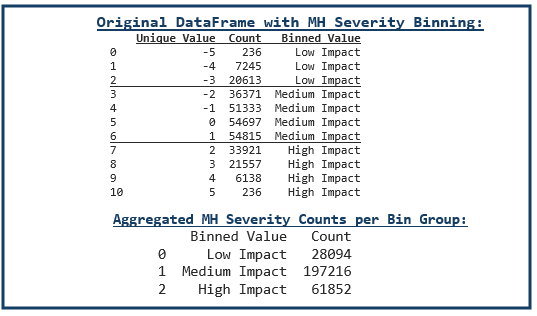 Original DataFrame with MH Severity Binning:
Unique Value Count Binned Value
0 -5 236 Low Impact
1 -4 7245 Low Impact
2 -3 20613 Low Impact
3 -2 36371 Medium Impact
4 -1 51333 Medium Impact
5 0 54697 Medium Impact
6 1 54815 Medium Impact
7 2 33921 High Impact
8 3 21557 High Impact
9 4 6138 High Impact
10 5 236 High Impact
Aggregated MH Severity Counts per Bin Group:
Binned Value Count
0 Low Impact 28094
1 Medium Impact 197216
2 High Impact 61852